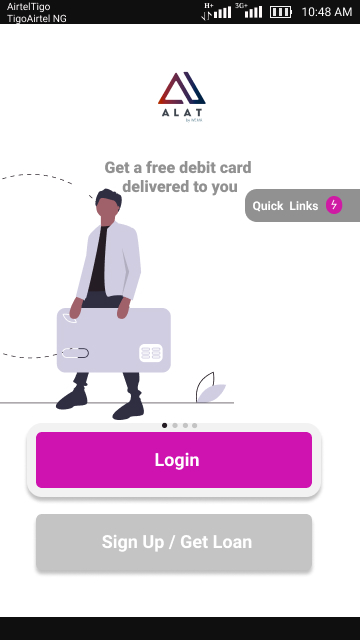 AirtelTigo
TigoAirtel NG
H+
3G+
10:48 AM
ALAT
by WEMA
Get a free debit card
delivered to you
Quick Links
Login
Sign Up / Get Loan